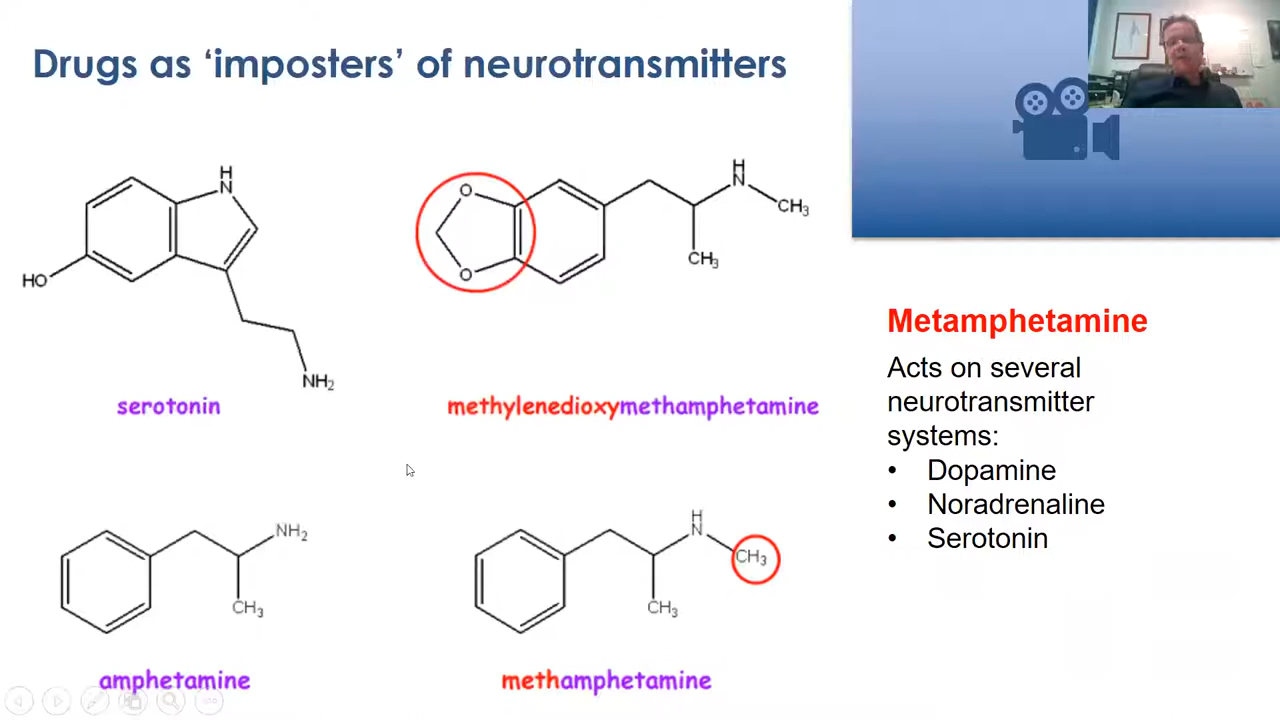 Drugs as ‘imposters’ of neurotransmitters
H
N
HO
NH2
serotonin
O
O
H
N
CH3
CH3
methylenedioxymethamphetamine
NH2
CH3
amphetamine
H
N
CH3
CH3
methamphetamine
Metamphetamine
Acts on several
neurotransmitter
systems:
• Dopamine
• Noradrenaline
• Serotonin